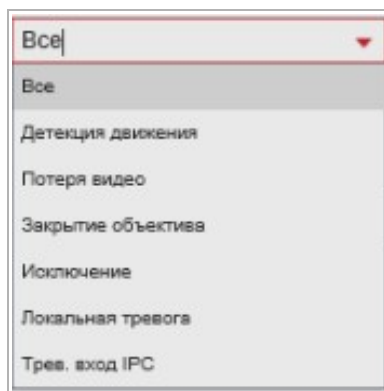 Все
Все
Детекция движения
Потеря видео
Закрытие объектива
Исключение
Локальная тревога
Трев. вход IPC